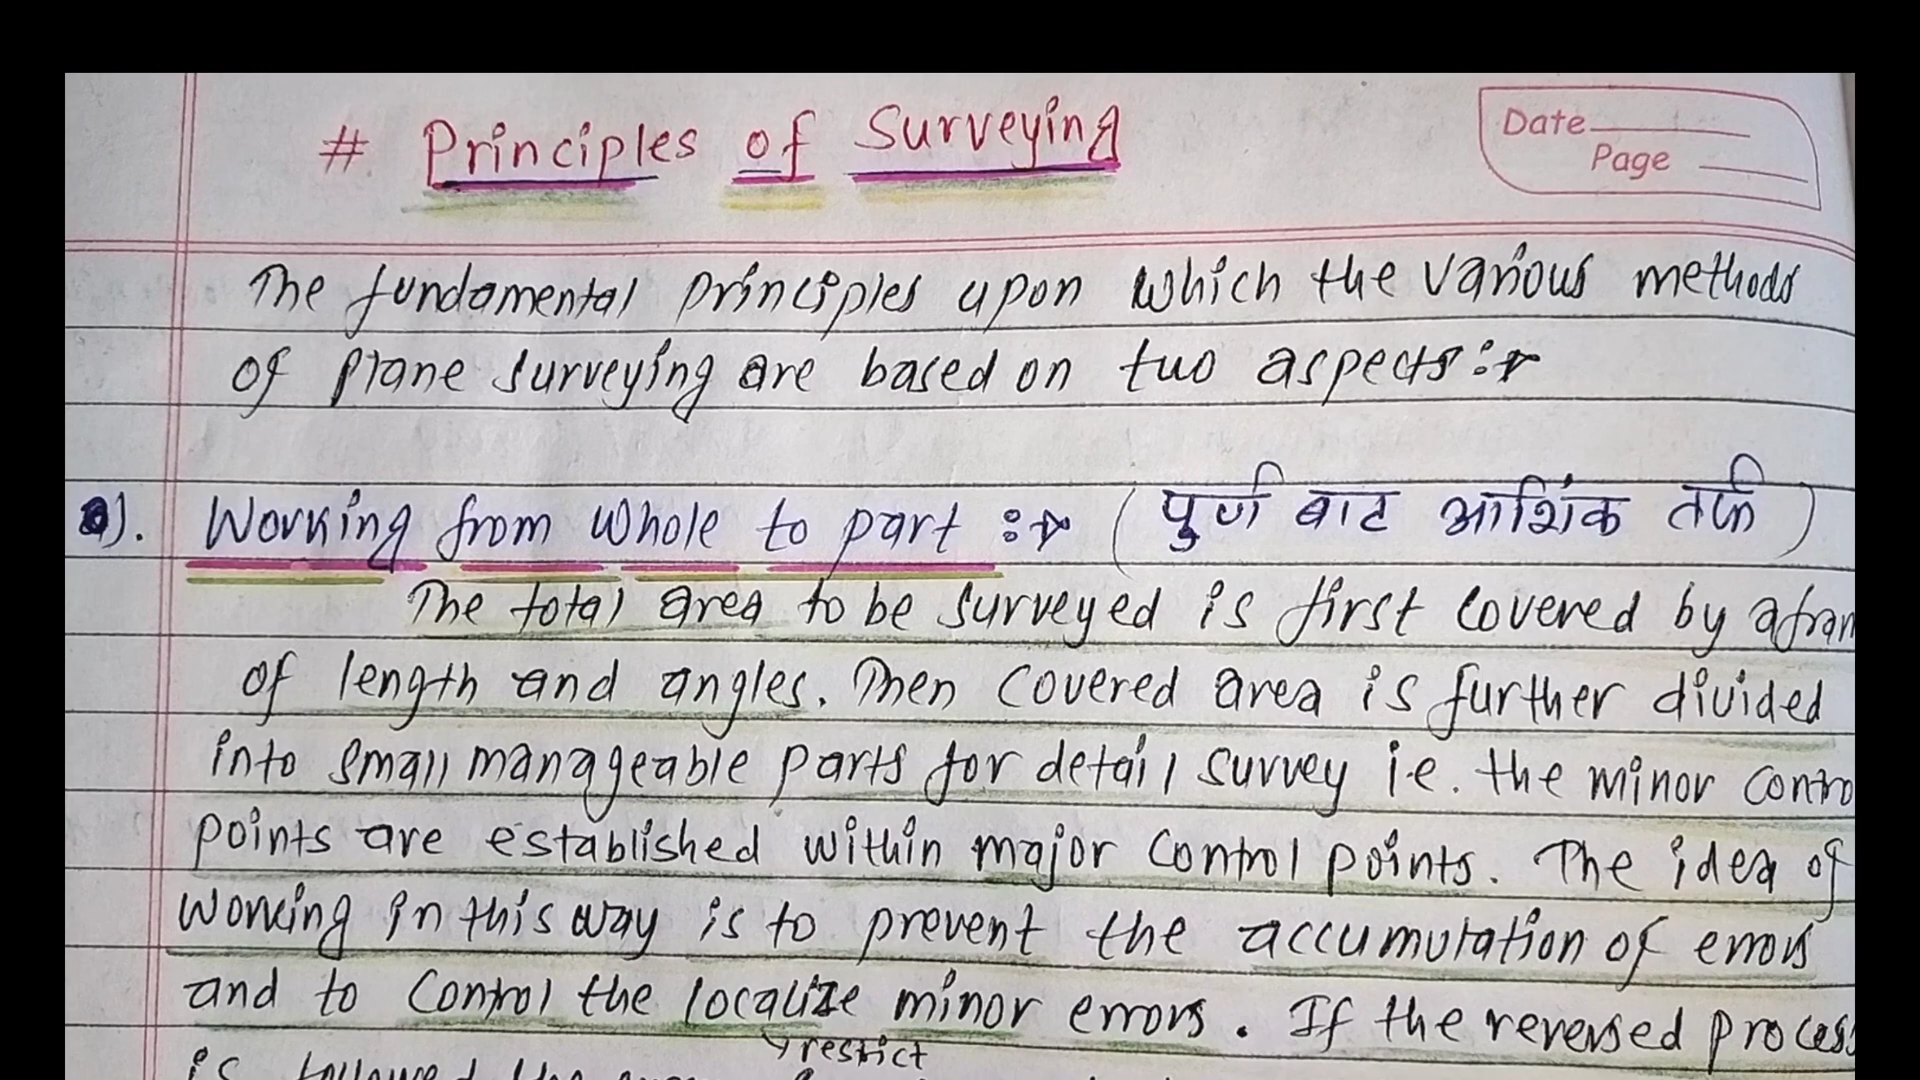 # Principles of Surveying
Date
Page
The fundamental principles upon which the various methods
of plane surveying are based on two aspects:→
a). Working from whole to part :→ (पुर्ण बाट आशिंक तर्फ)
The total area to be surveyed is first covered by a fram
of length and angles. Then covered area is further divided
into small manageable parts for detail survey i.e. the minor contro
points are established within major control points. The idea of
working in this way is to prevent the accumulation of errors
and to control the localize minor errors. If the reversed process
→ restrict
is followed the